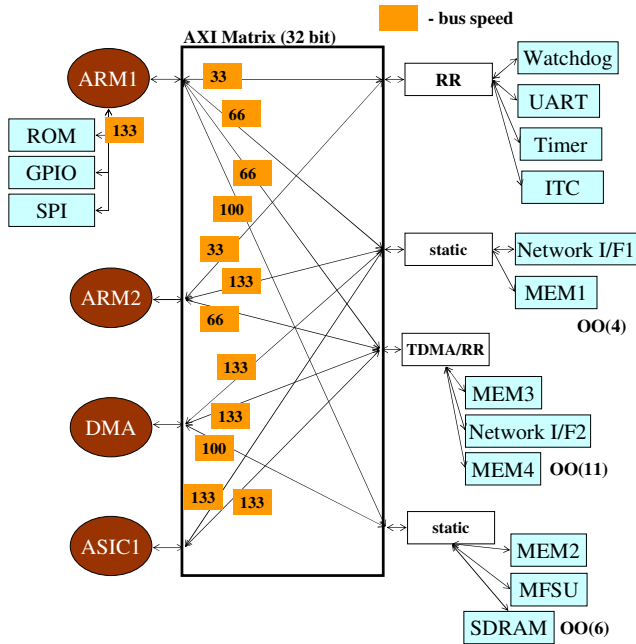 - bus speed
AXI Matrix (32 bit)
ARM1
33
RR
Watchdog
UART
Timer
ITC
ROM
133
GPIO
SPI
66
66
100
33
static
Network I/F1
MEM1
OO(4)
ARM2
133
66
TDMA/RR
MEM3
Network I/F2
MEM4
OO(11)
133
DMA
133
100
133
133
ASIC1
static
MEM2
MFSU
SDRAM
OO(6)